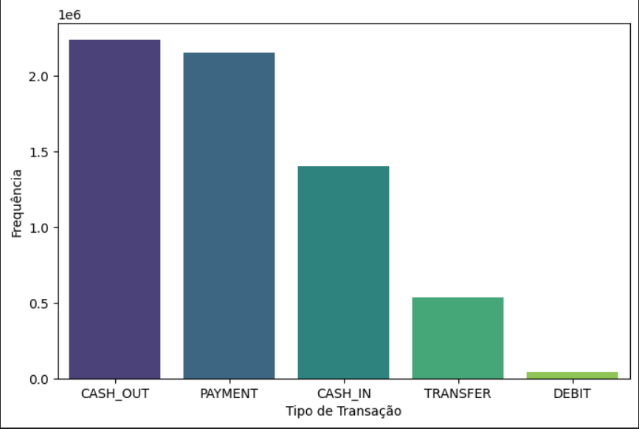 1e6
2.0
1.5
1.0
0.5
0.0
Frequência
CASH_OUT PAYMENT CASH_IN TRANSFER DEBIT
Tipo de Transação